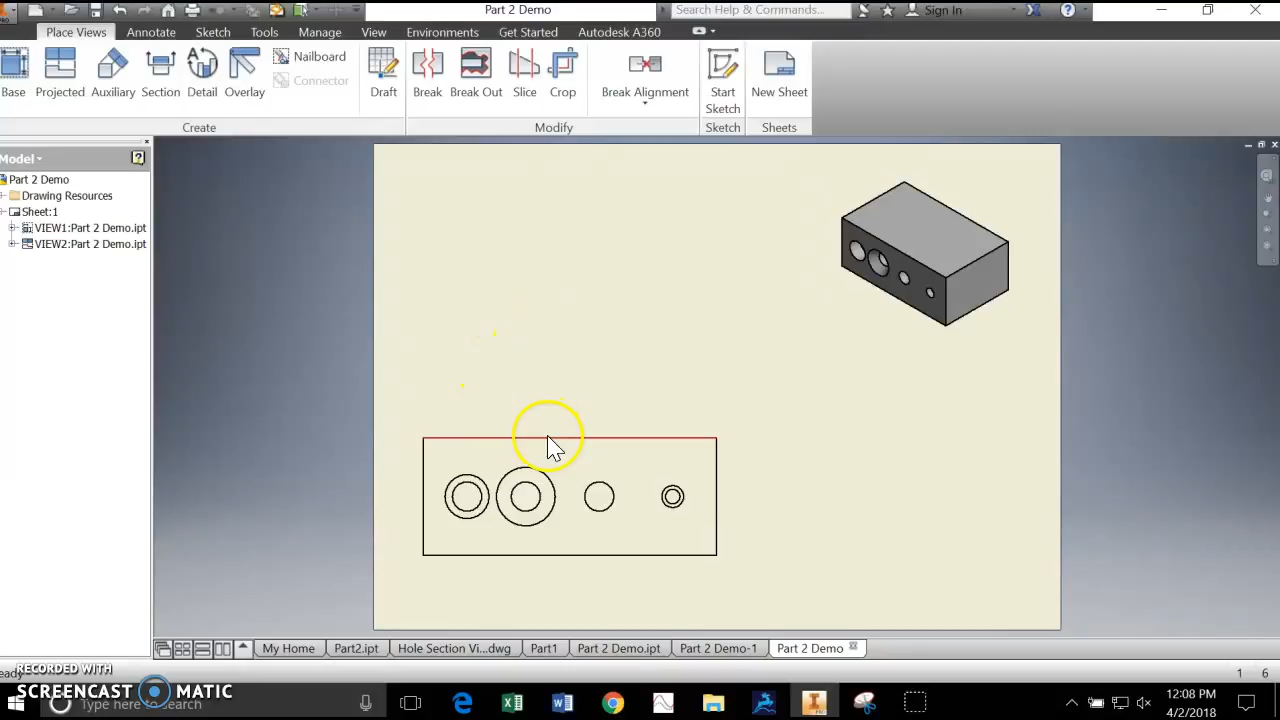 Part 2 Demo
Search Help & Commands...
Sign In
Place Views
Annotate
Sketch
Tools
Manage
View
Environments
Get Started
Autodesk A360
Base
Projected
Auxiliary
Section
Detail
Overlay
Nailboard
Connector
Draft
Break
Break Out
Slice
Crop
Break Alignment
Start
Sketch
New Sheet
Create
Modify
Sketch
Sheets
Model
Part 2 Demo
Drawing Resources
Sheet:1
VIEW1:Part 2 Demo.ipt
VIEW2:Part 2 Demo.ipt
My Home
Part2.ipt
Hole Section Vi...dwg
Part1
Part 2 Demo.ipt
Part 2 Demo-1
Part 2 Demo
RECORDED WITH
eady
1 6
SCREENCAST MATIC
Type here to search
12:08 PM
4/2/2018